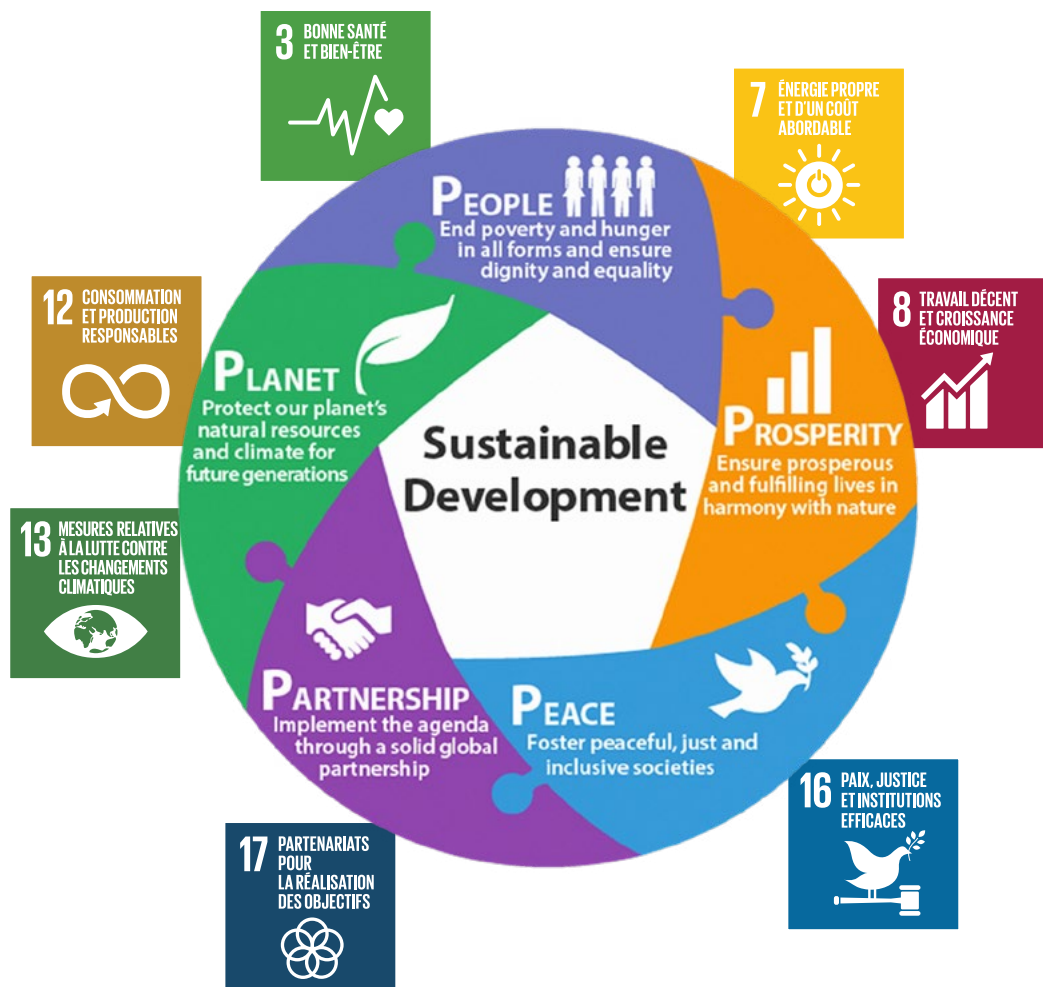 3 BONNE SANTÉ
ET BIEN-ÊTRE
7 ÉNERGIE PROPRE
ET D'UN COÛT
ABORDABLE
PEOPLE
End poverty and hunger
in all forms and ensure
dignity and equality
12 CONSOMMATION
ET PRODUCTION
RESPONSABLES
8 TRAVAIL DÉCENT
ET CROISSANCE
ÉCONOMIQUE
PLANET
Protect our planet's
natural resources
and climate for
future generations
Sustainable
Development
PROSPERITY
Ensure prosperous
and fulfilling lives in
harmony with nature
13 MESURES RELATIVES
À LA LUTTE CONTRE
LES CHANGEMENTS
CLIMATIQUES
PARTNERSHIP
Implement the agenda
through a solid global
partnership
PEACE
Foster peaceful, just and
inclusive societies
16 PAIX, JUSTICE
ET INSTITUTIONS
EFFICACES
17 PARTENARIATS
POUR
LA RÉALISATION
DES OBJECTIFS